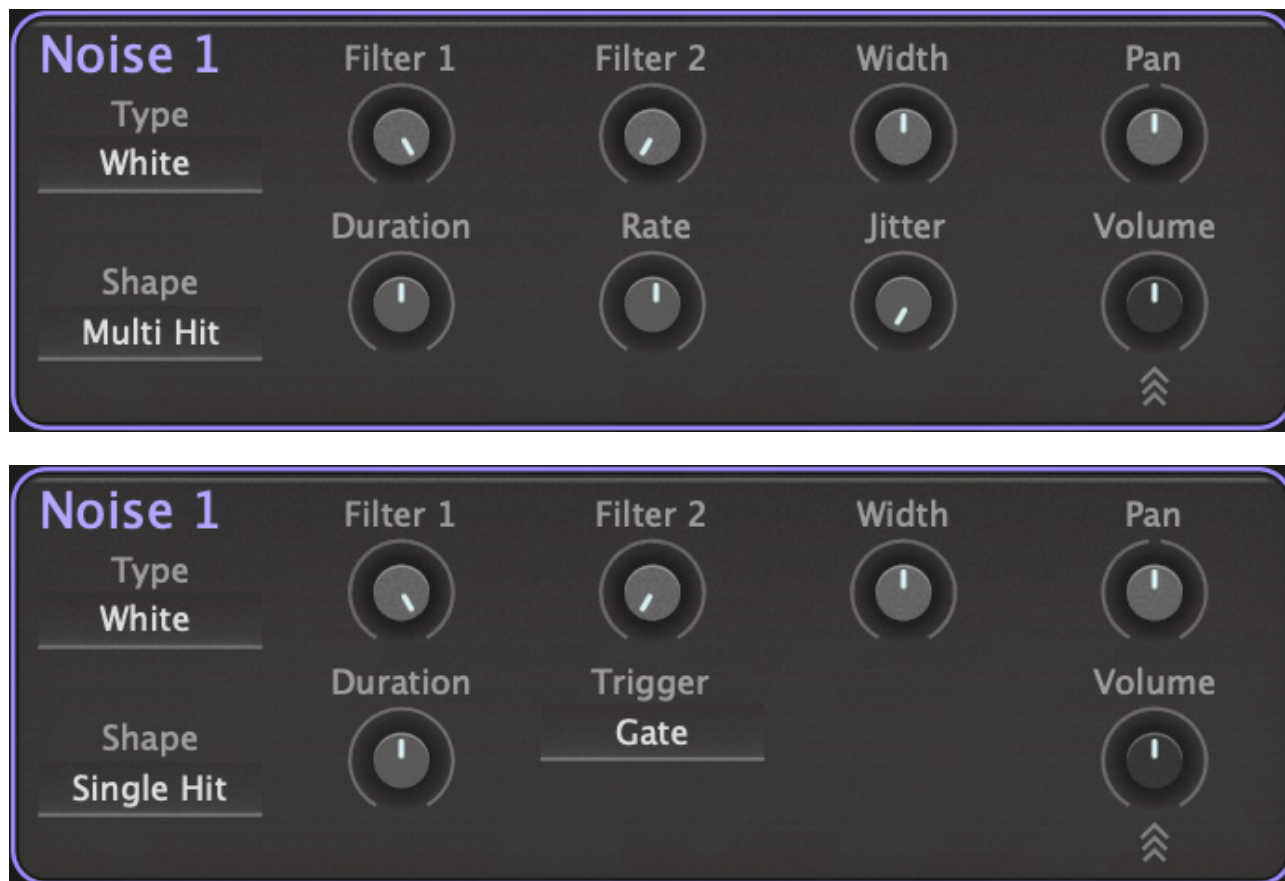 Noise 1 Filter 1 Filter 2 Width Pan
Type
White
Duration Rate Jitter Volume
Shape
Multi Hit
Noise 1 Filter 1 Filter 2 Width Pan
Type
White
Duration Trigger Volume
Gate
Shape
Single Hit